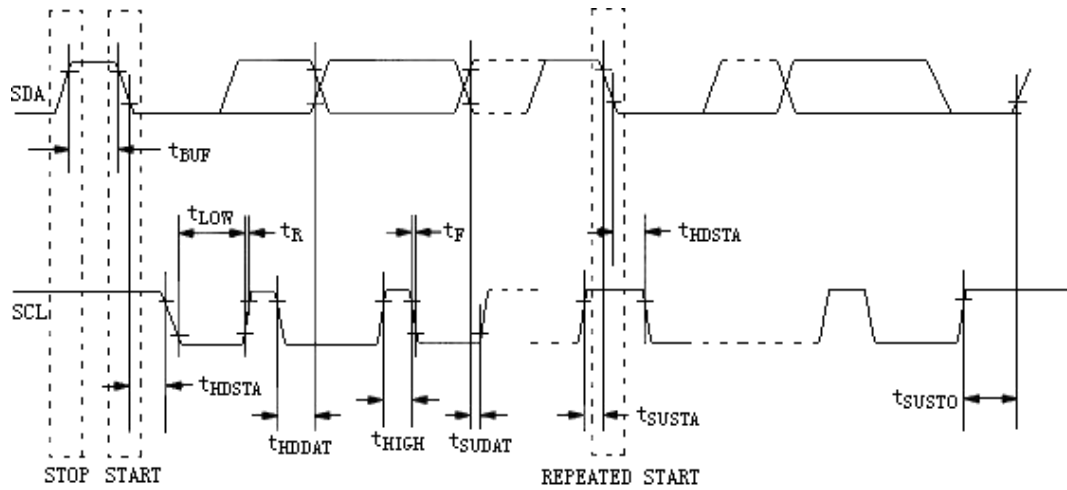 SDA
tBUF
tLOW
tR
tF
tHDSTA
SCL
tHDSTA
tHDDAT
tHIGH
tSUDAT
tSUSTA
tSUSTO
STOP START
REPEATED START